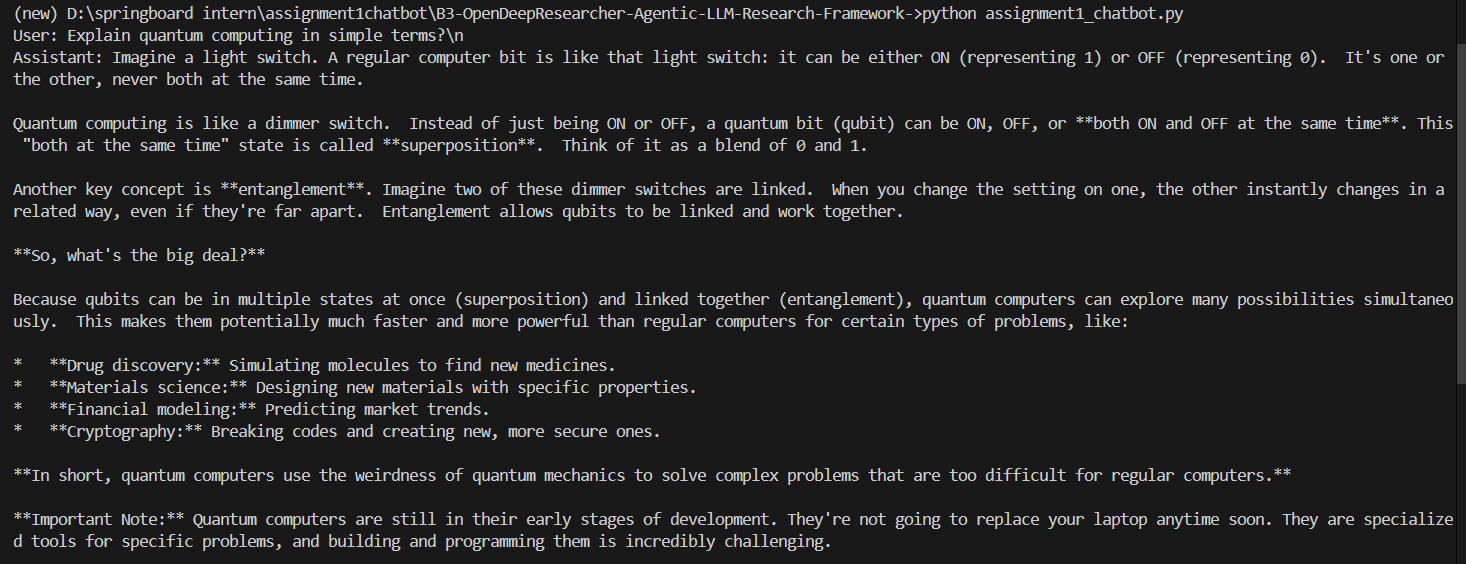 (new) D:\springboard intern\assignment1chatbot\B3-OpenDeepResearcher-Agentic-LLM-Research-Framework->python assignment1_chatbot.py
User: Explain quantum computing in simple terms?\n
Assistant: Imagine a light switch. A regular computer bit is like that light switch: it can be either ON (representing 1) or OFF (representing 0).  It's one or
the other, never both at the same time.

Quantum computing is like a dimmer switch.  Instead of just being ON or OFF, a quantum bit (qubit) can be ON, OFF, or **both ON and OFF at the same time**. This
 "both at the same time" state is called **superposition**.  Think of it as a blend of 0 and 1.

Another key concept is **entanglement**. Imagine two of these dimmer switches are linked.  When you change the setting on one, the other instantly changes in a
related way, even if they're far apart.  Entanglement allows qubits to be linked and work together.

**So, what's the big deal?**

Because qubits can be in multiple states at once (superposition) and linked together (entanglement), quantum computers can explore many possibilities simultaneo
usly.  This makes them potentially much faster and more powerful than regular computers for certain types of problems, like:

*   **Drug discovery:** Simulating molecules to find new medicines.
*   **Materials science:** Designing new materials with specific properties.
*   **Financial modeling:** Predicting market trends.
*   **Cryptography:** Breaking codes and creating new, more secure ones.

**In short, quantum computers use the weirdness of quantum mechanics to solve complex problems that are too difficult for regular computers.**

**Important Note:** Quantum computers are still in their early stages of development. They're not going to replace your laptop anytime soon. They are specialize
d tools for specific problems, and building and programming them is incredibly challenging.